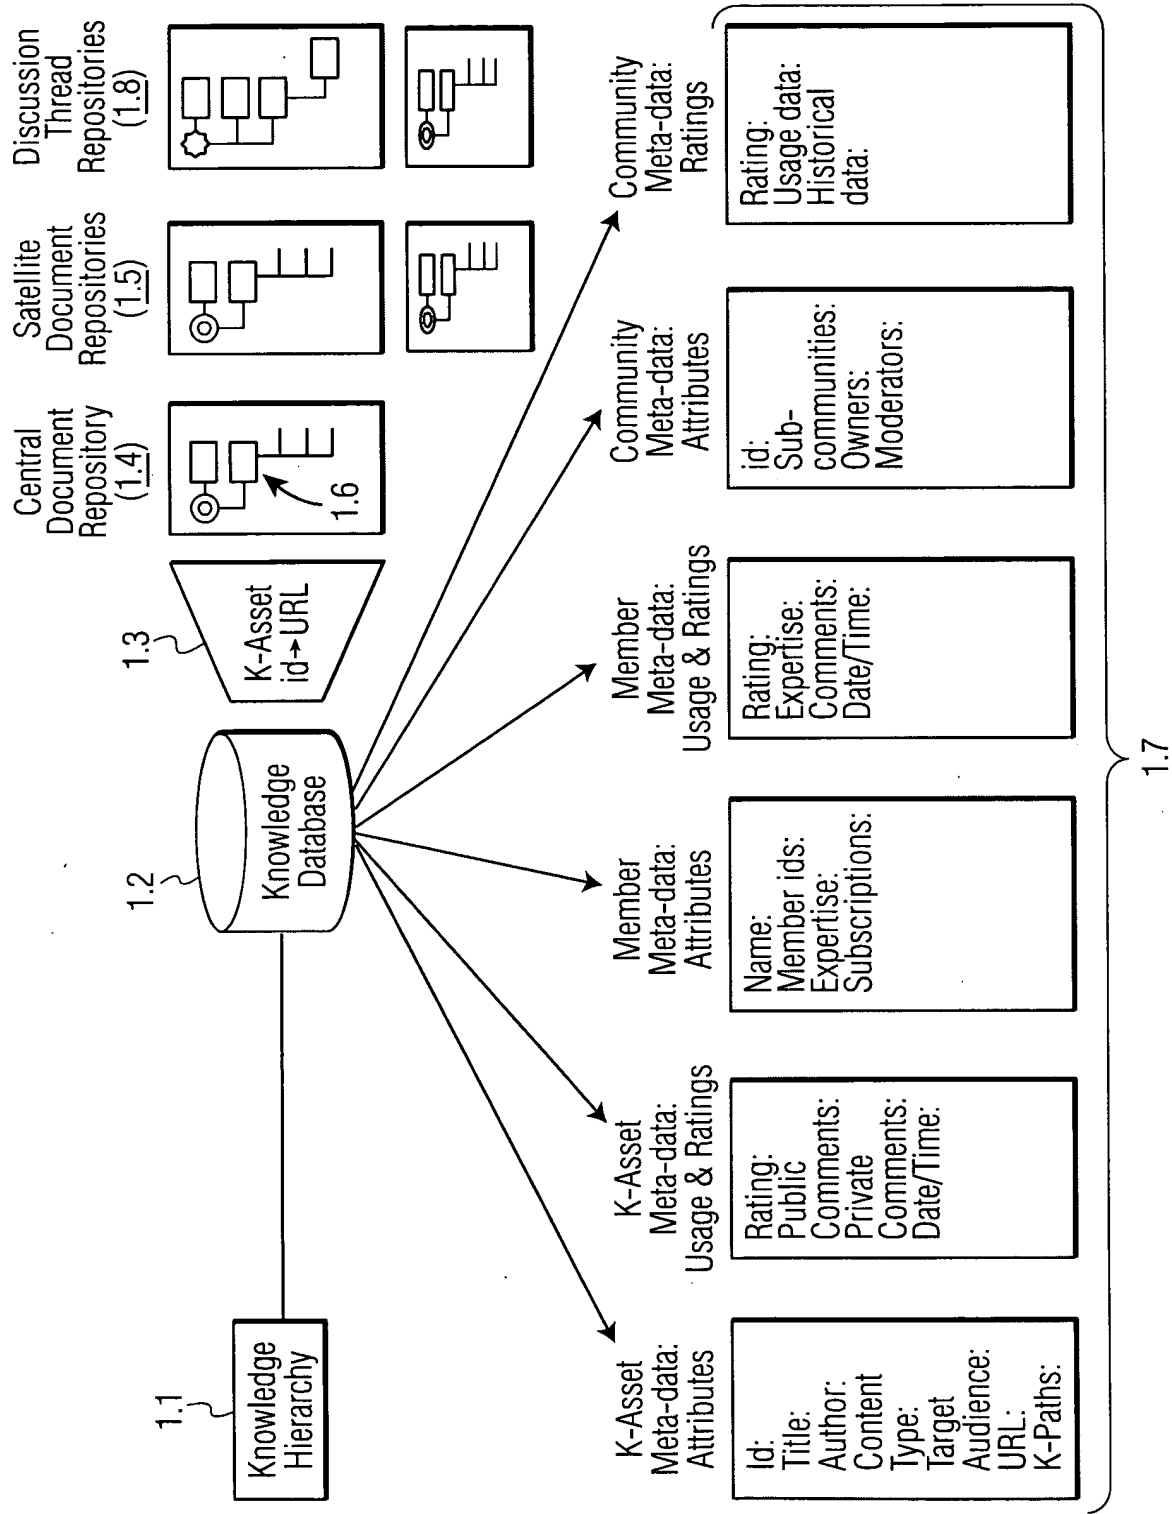 1.1
Knowledge
Hierarchy
1.2
Knowledge
Database
1.3
K-Asset
id→URL
Central
Document
Repository
(1.4)
1.6
Satellite
Document
Repositories
(1.5)
Discussion
Thread
Repositories
(1.8)
K-Asset
Meta-data:
Attributes
Id:
Title:
Author:
Content
Type:
Target
Audience:
URL:
K-Paths:
K-Asset
Meta-data:
Usage & Ratings
Rating:
Public
Comments:
Private
Comments:
Date/Time:
Member
Meta-data:
Attributes
Name:
Member ids:
Expertise:
Subscriptions:
Member
Meta-data:
Usage & Ratings
Rating:
Expertise:
Comments:
Date/Time:
Community
Meta-data:
Attributes
id:
Sub-
communities:
Owners:
Moderators:
Community
Meta-data:
Ratings
Rating:
Usage data:
Historical
data:
1.7